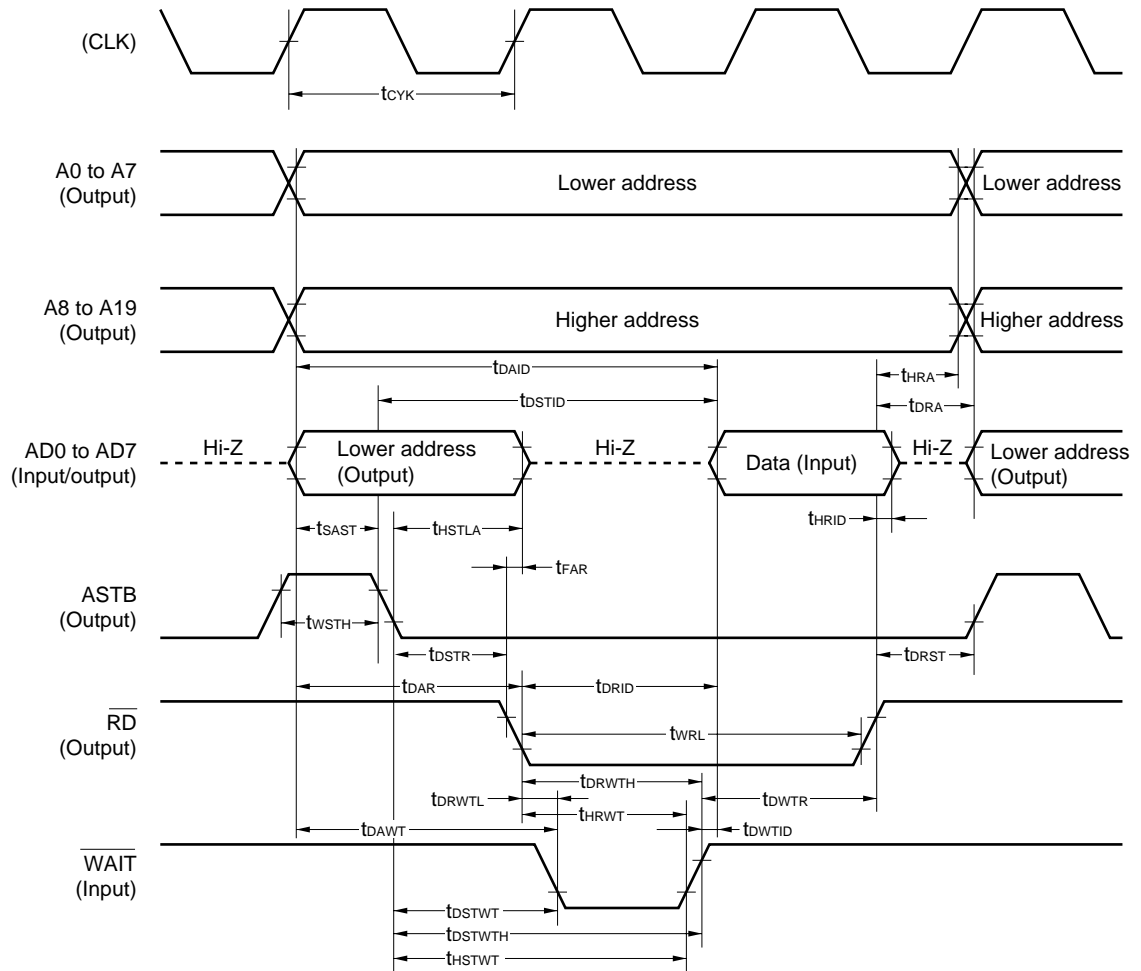 (CLK)
tCYK
A0 to A7
(Output)
Lower address
Lower address
A8 to A19
(Output)
Higher address
Higher address
tDAID
tHRA
tDSTID
tDRA
AD0 to AD7
(Input/output)
Hi-Z
Lower address
(Output)
Hi-Z
Data (Input)
Hi-Z
Lower address
(Output)
tSAST
tHSTLA
tHRID
tFAR
ASTB
(Output)
tWSTH
tDSTR
tDRST
tDAR
tDRID
RD
(Output)
tWRL
tDRWTH
tDRWTL
tDWTR
tHRWT
tDAWT
tDWTID
WAIT
(Input)
tDSTWT
tDSTWTH
tHSTWT